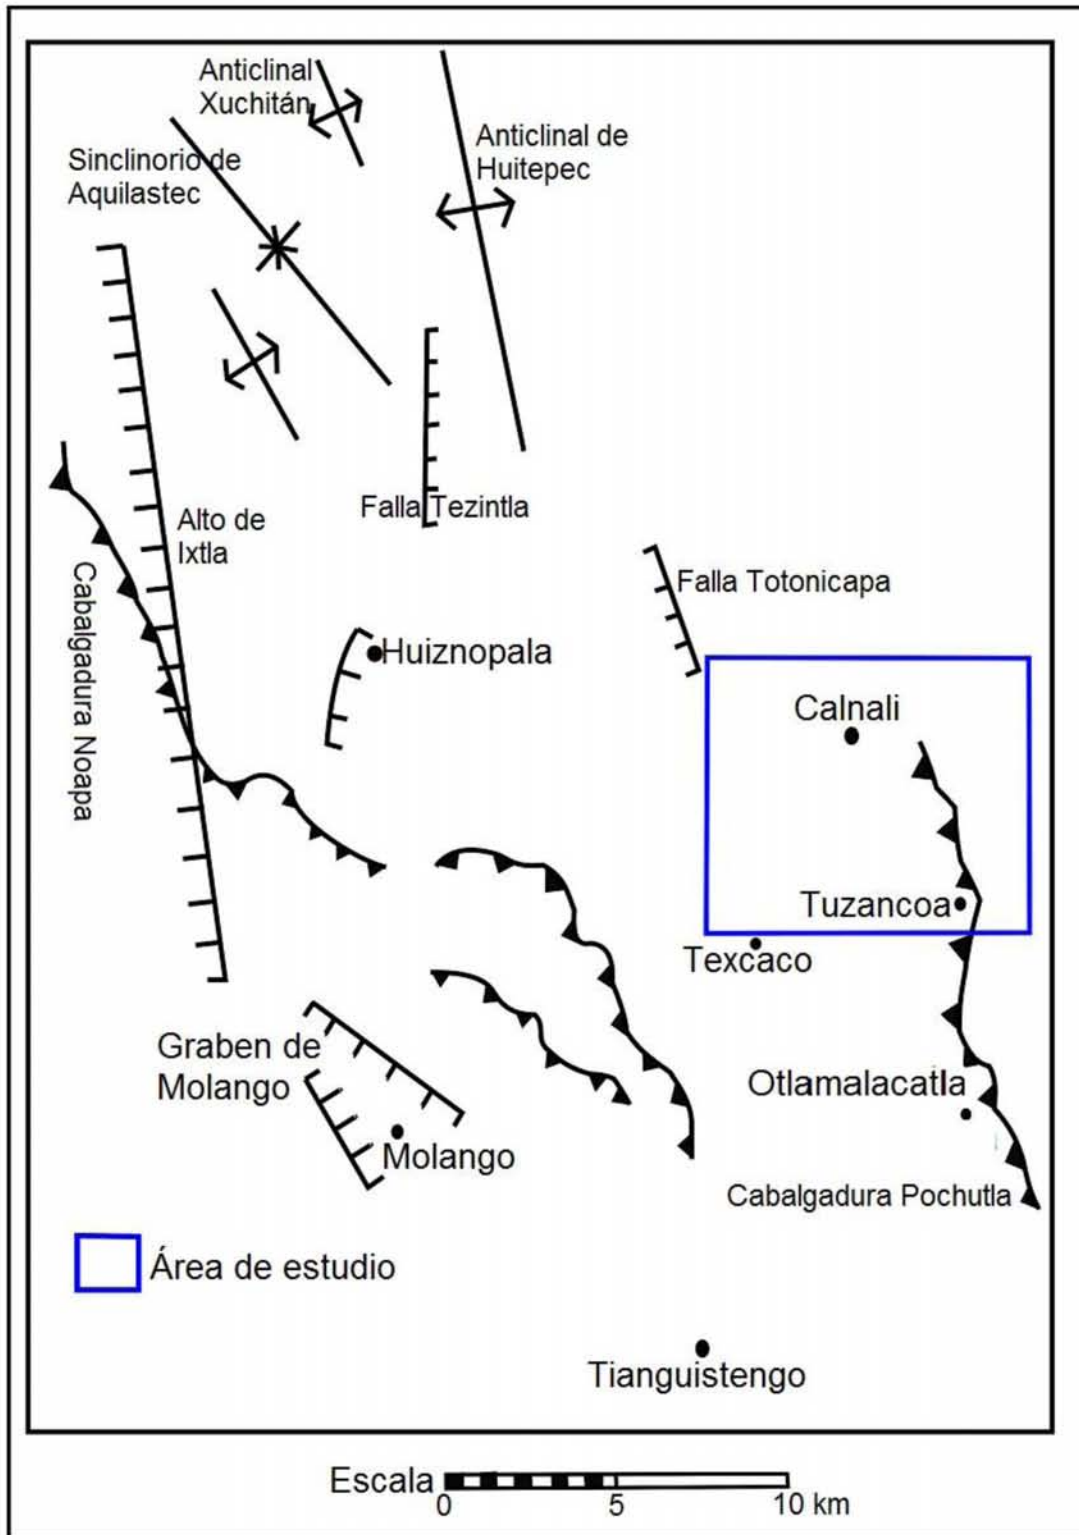 Anticlinal
Xuchitán
Anticlinal de
Huitepec
Sinclinorio de
Aquilastec
Falla Tezintla
Alto de
Ixtla
Falla Totonicapa
Cabalgadura Noapa
Huiznopala
Calnali
Tuzancoa
Texcaco
Graben de
Molango
Otlamalacatla
Molango
Cabalgadura Pochutla
Área de estudio
Tianguistengo
Escala
0 5 10 km